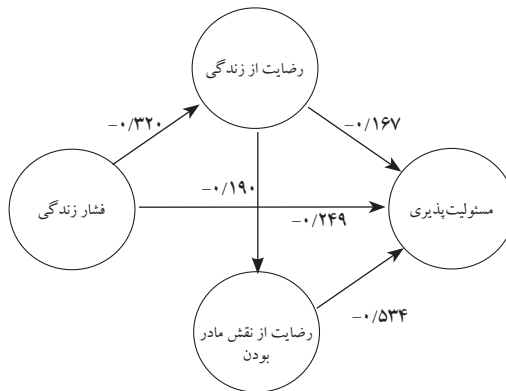 رضایت از زندگی
−۰/۳۲۰
−۰/۱۶۷
−۰/۱۹۰
فشار زندگی
مسئولیت‌پذیری
−۰/۲۴۹
−۰/۵۳۴
رضایت از نقش مادر
بودن